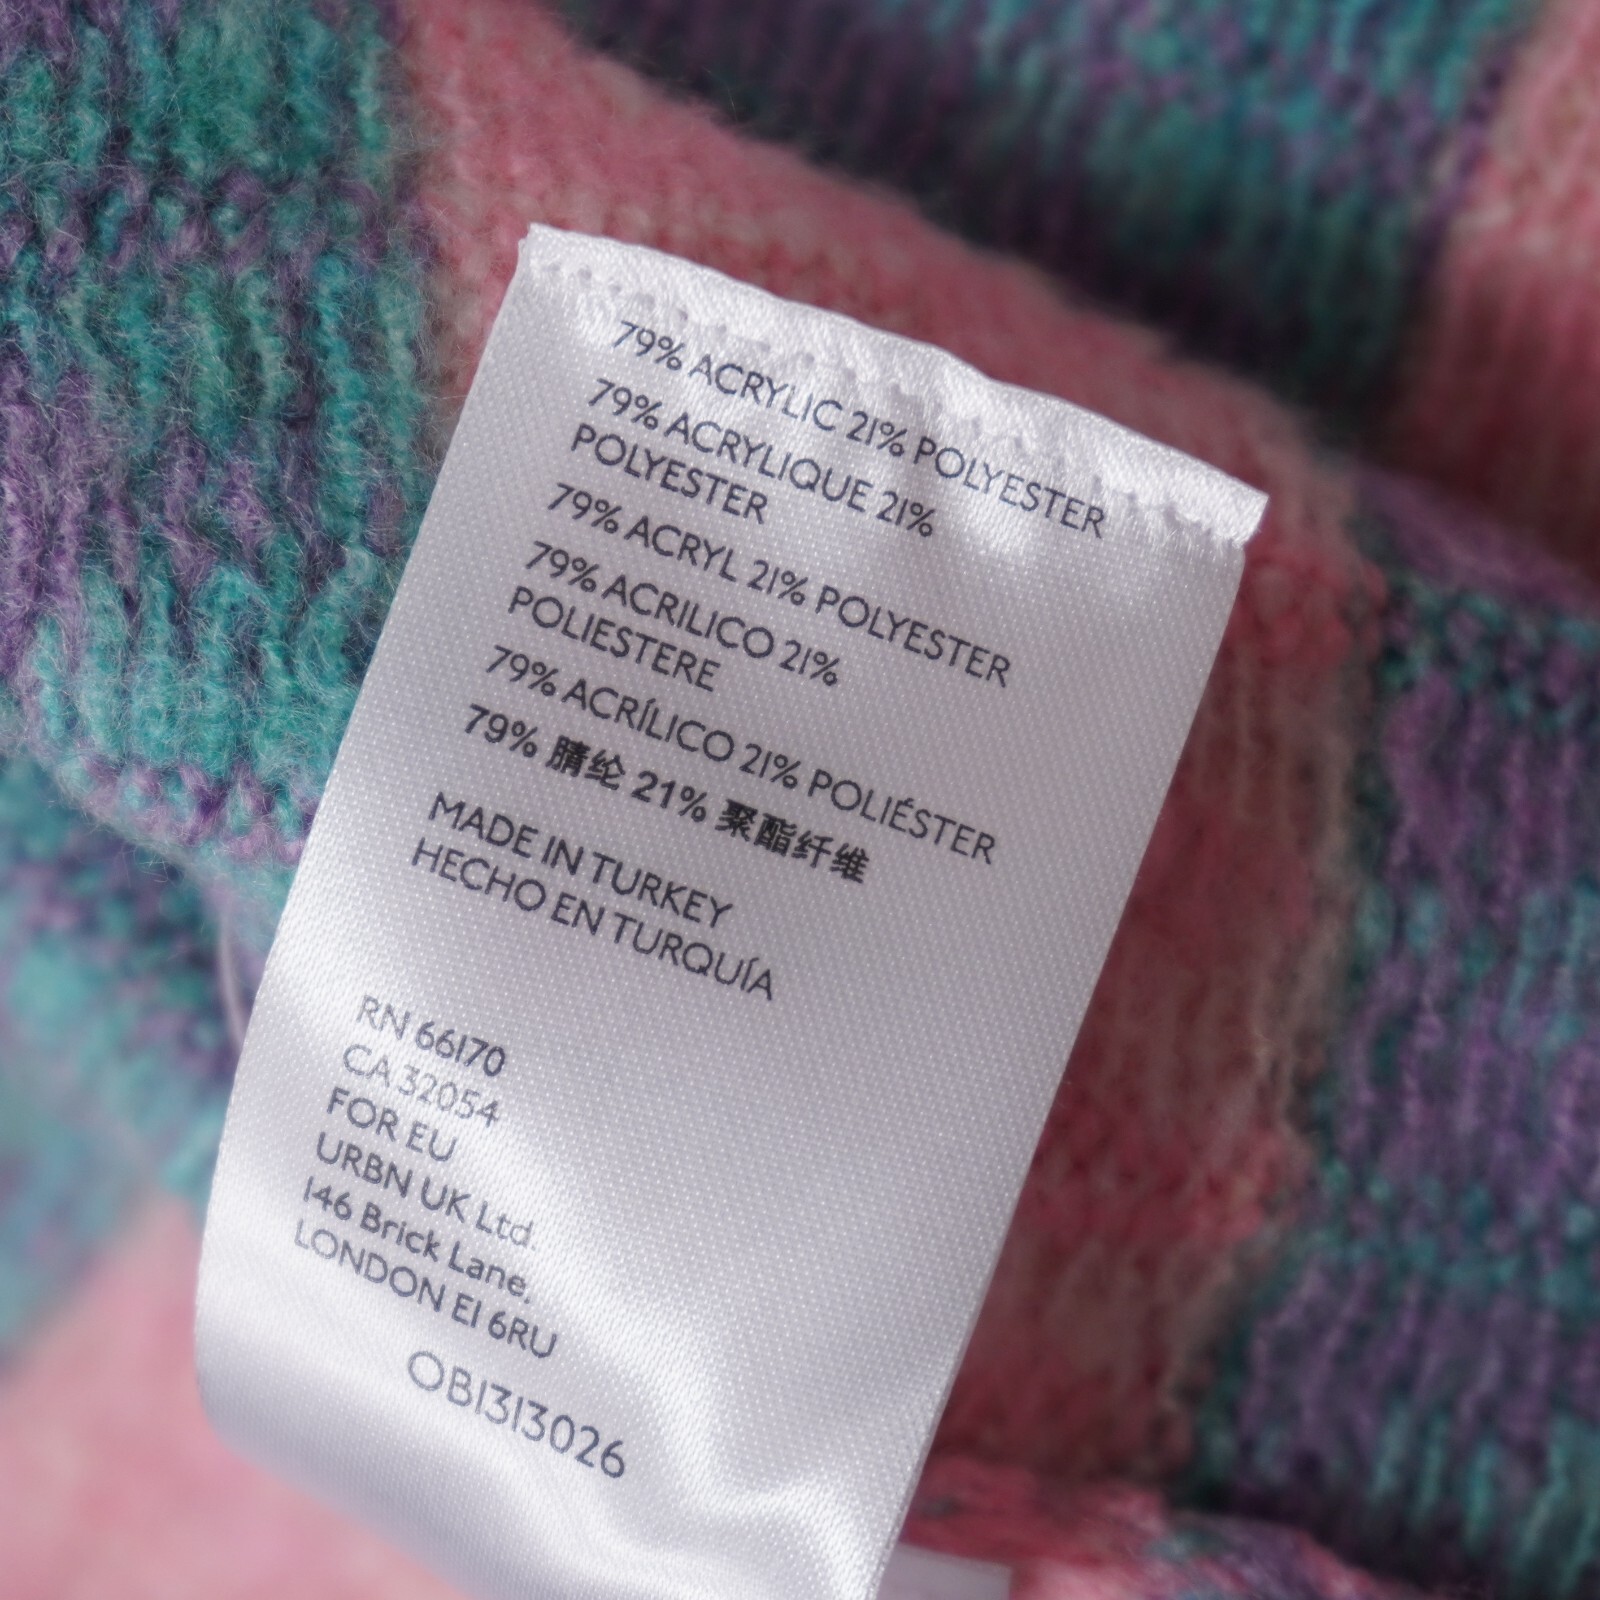 79% ACRYLIC 21% POLYESTER
79% ACRYLIQUE 21%
POLYESTER
79% ACRYL 21% POLYESTER
79% ACRILICO 21%
POLIESTERE
79% ACRÍLICO 21% POLIÉSTER
79% 腈纶 21% 聚酯纤维
MADE IN TURKEY
HECHO EN TURQUÍA
RN 66170
CA 32054
FOR EU
URBN UK Ltd.
146 Brick Lane,
LONDON E1 6RU
OB1313026